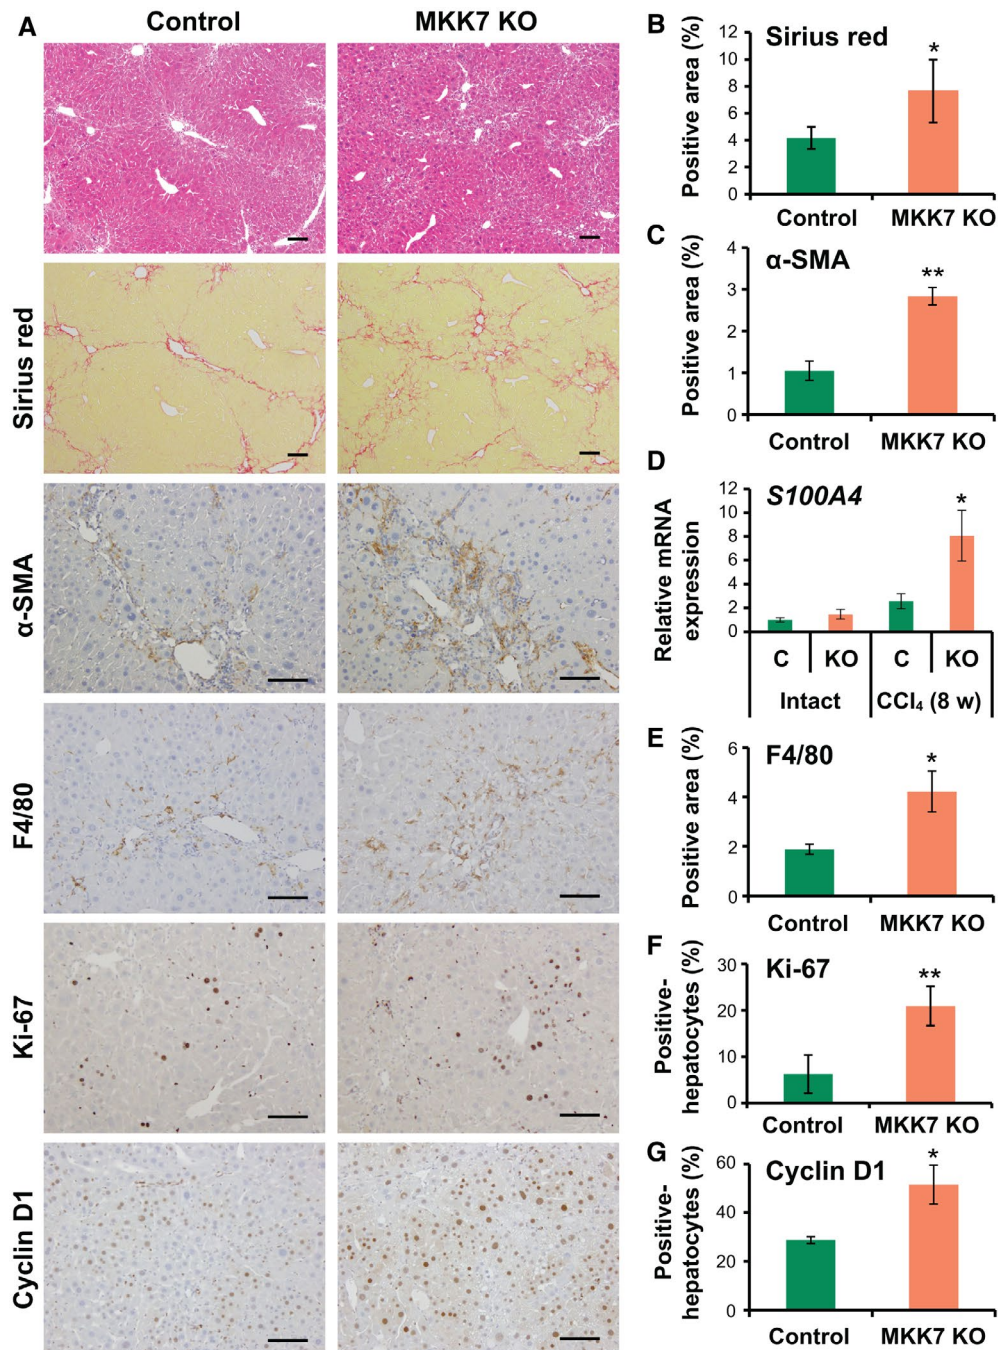 A
Control
MKK7 KO
Sirius red
α-SMA
F4/80
Ki-67
Cyclin D1
B
Positive area (%)
12
10
8
6
4
2
0
Sirius red
*
Control
MKK7 KO
C
Positive area (%)
4
3
2
1
0
α-SMA
**
Control
MKK7 KO
D
Relative mRNA
expression
12
10
8
6
4
2
0
S100A4
*
C
KO
C
KO
Intact
CCl₄ (8 w)
E
Positive area (%)
6
4
2
0
F4/80
*
Control
MKK7 KO
F
Positive-
hepatocytes (%)
30
20
10
0
Ki-67
**
Control
MKK7 KO
G
Positive-
hepatocytes (%)
60
40
20
0
Cyclin D1
*
Control
MKK7 KO